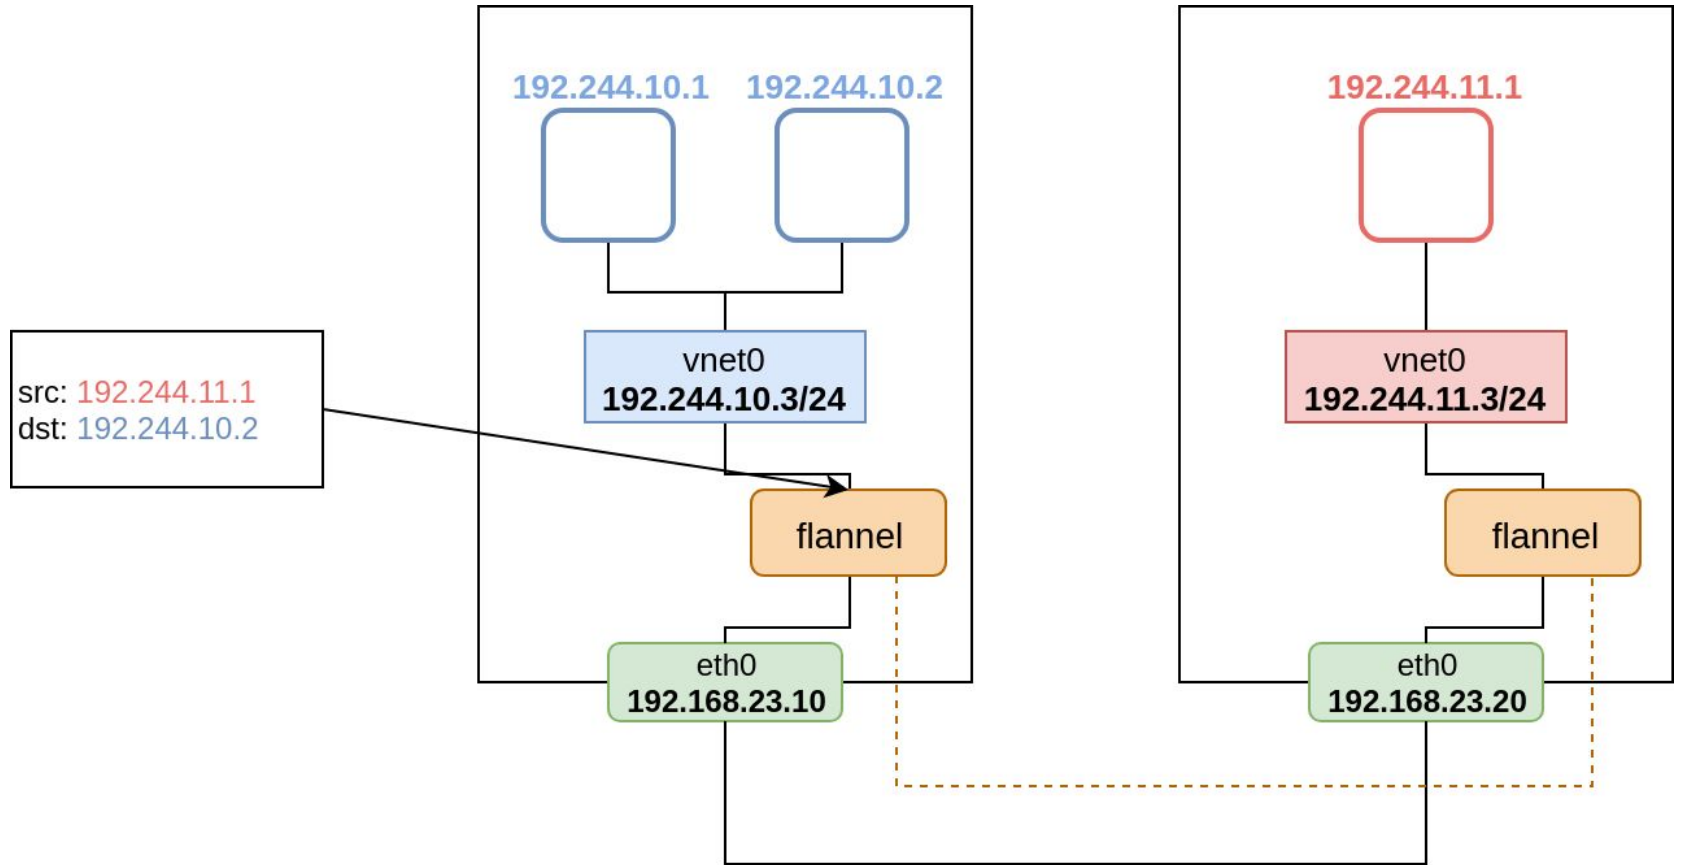 192.244.10.1
192.244.10.2
192.244.11.1
src: 192.244.11.1
dst: 192.244.10.2
vnet0
192.244.10.3/24
vnet0
192.244.11.3/24
flannel
flannel
eth0
192.168.23.10
eth0
192.168.23.20